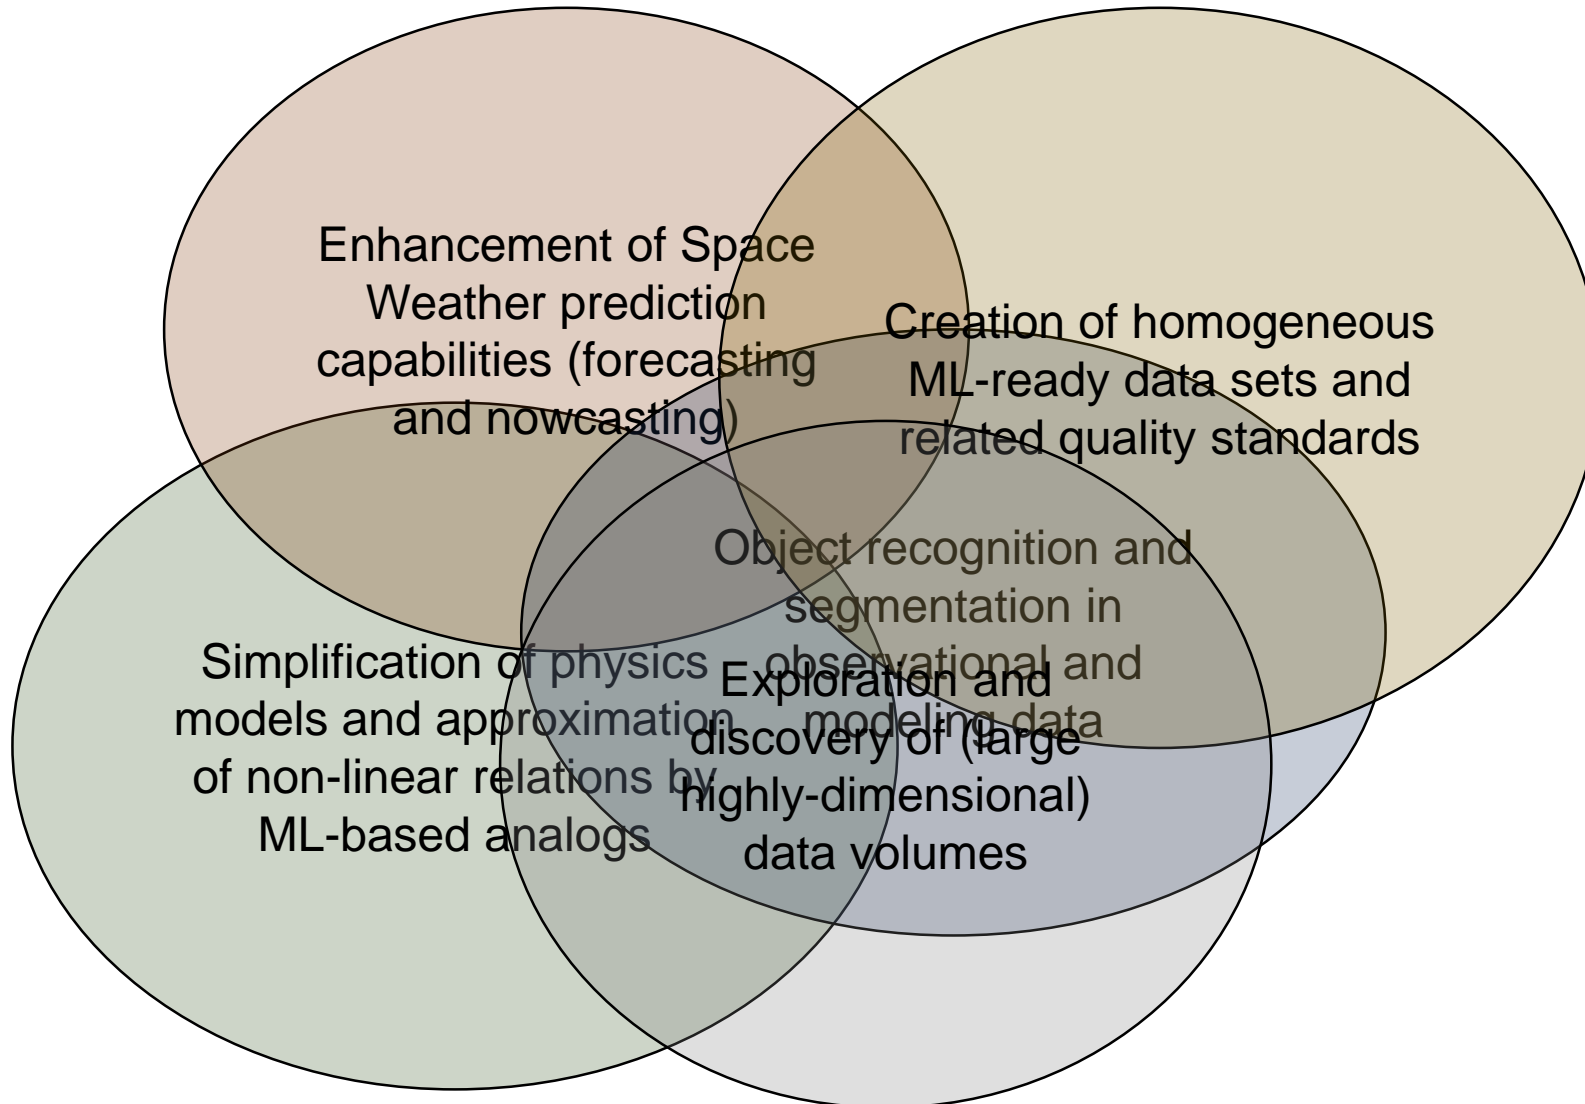 Enhancement of Space
Weather prediction
capabilities (forecasting
and nowcasting)
Creation of homogeneous
ML-ready data sets and
related quality standards
Object recognition and
segmentation in
observational and
modeling data
Simplification of physics
models and approximation
of non-linear relations by
ML-based analogs
Exploration and
discovery of (large
highly-dimensional)
data volumes